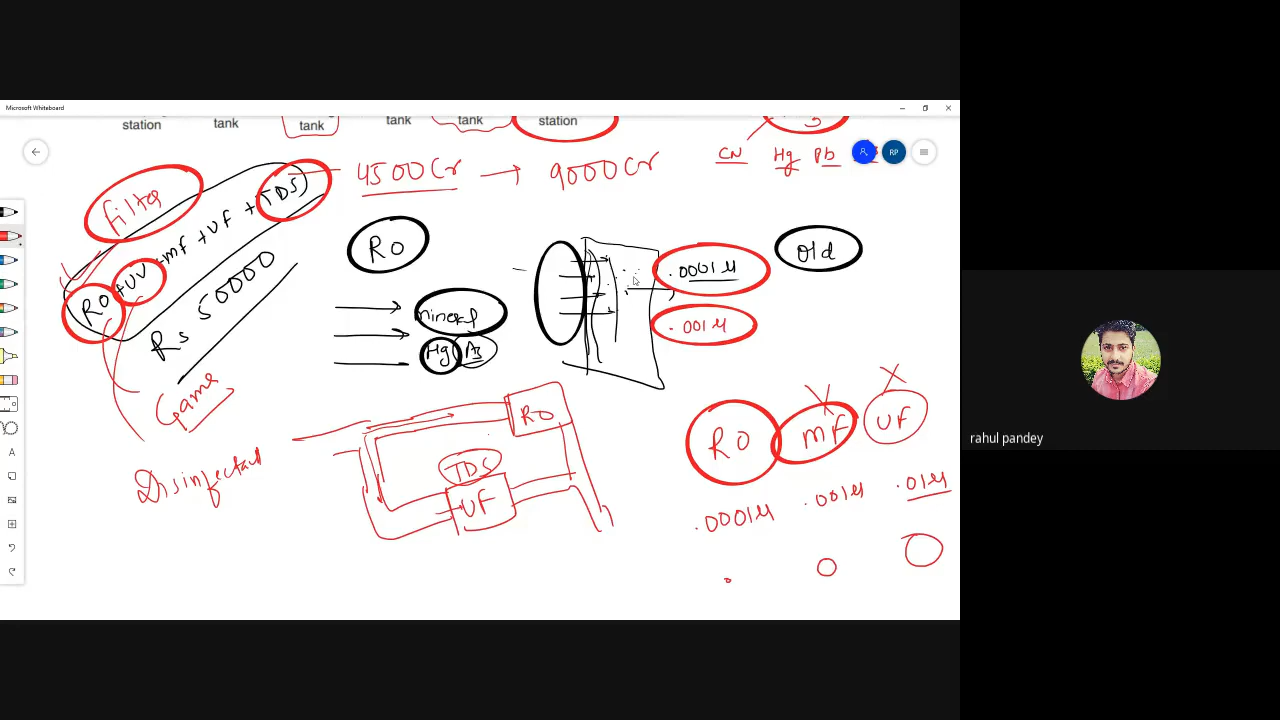 Microsoft Whiteboard
station tank tank tank tank station
CN Hg Pb
RP
4500Cr → 9000Cr
filter
RO + UV + mf + UF + TDS)
Rs 50000
Game
Disinfectant
RO
mineral
Hg As
.0001μ
.001μ
Old
RO
TDS
UF
RO mF UF
X X
.0001μ .001μ .01μ
rahul pandey
A